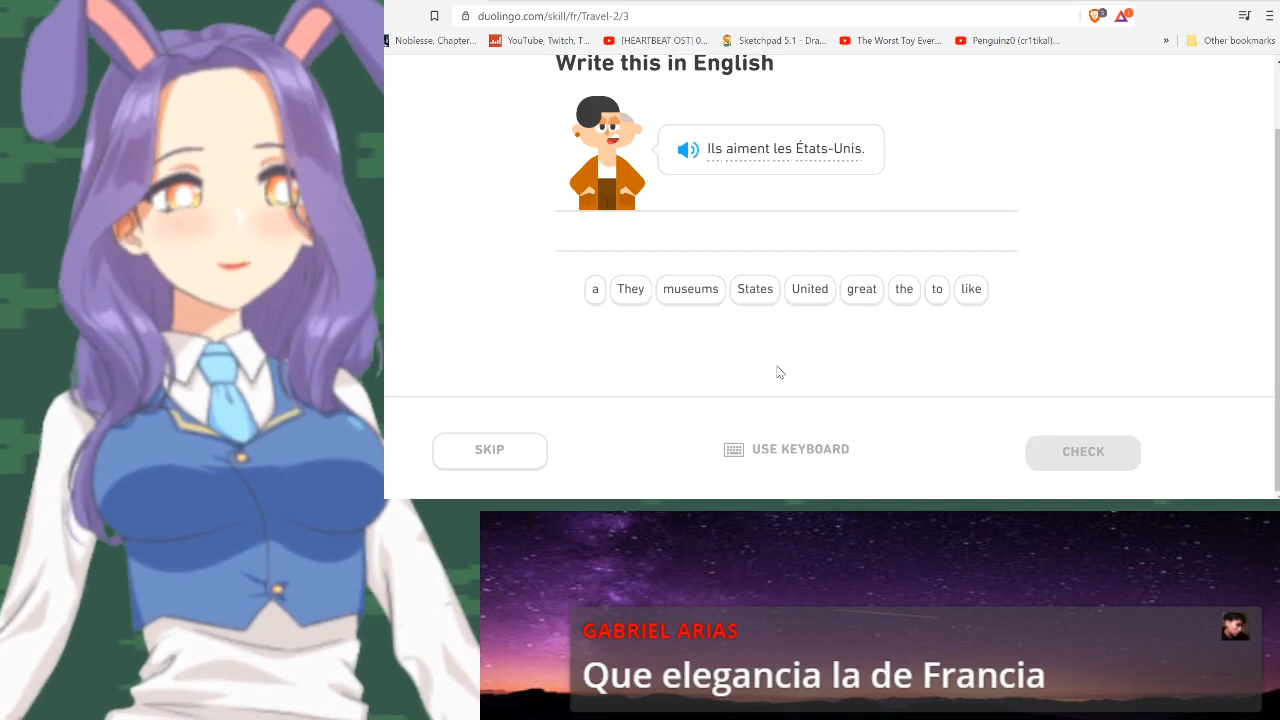 duolingo.com/skill/fr/Travel-2/3
Noblesse, Chapter... YouTube, Twitch, T... [HEARTBEAT OST] 0... Sketchpad 5.1 - Dra... The Worst Toy Ever... Penguinz0 (cr1tikal)... » Other bookmarks
Write this in English
Ils aiment les États-Unis.
a They museums States United great the to like
SKIP USE KEYBOARD CHECK
GABRIEL ARIAS
Que elegancia la de Francia